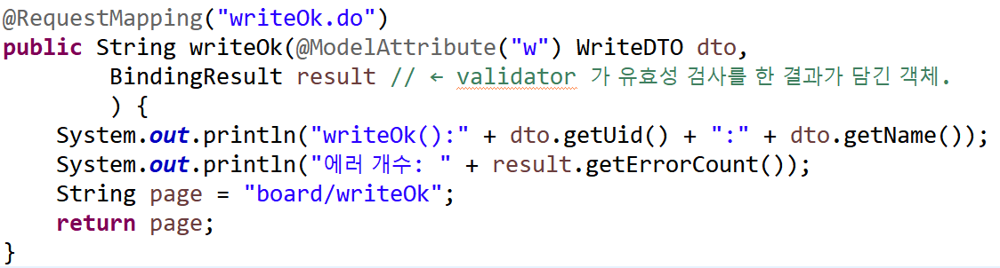 @RequestMapping("writeOk.do")
public String writeOk(@ModelAttribute("w") WriteDTO dto,
        BindingResult result // ← validator 가 유효성 검사를 한 결과가 담긴 객체.
        ) {
    System.out.println("writeOk():" + dto.getUid() + ":" + dto.getName());
    System.out.println("에러 개수: " + result.getErrorCount());
    String page = "board/writeOk";
    return page;
}